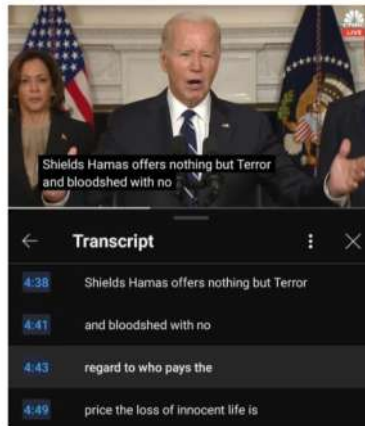 CNBC
LIVE
Shields Hamas offers nothing but Terror
and bloodshed with no
Transcript
4:38 Shields Hamas offers nothing but Terror
4:41 and bloodshed with no
4:43 regard to who pays the
4:49 price the loss of innocent life is